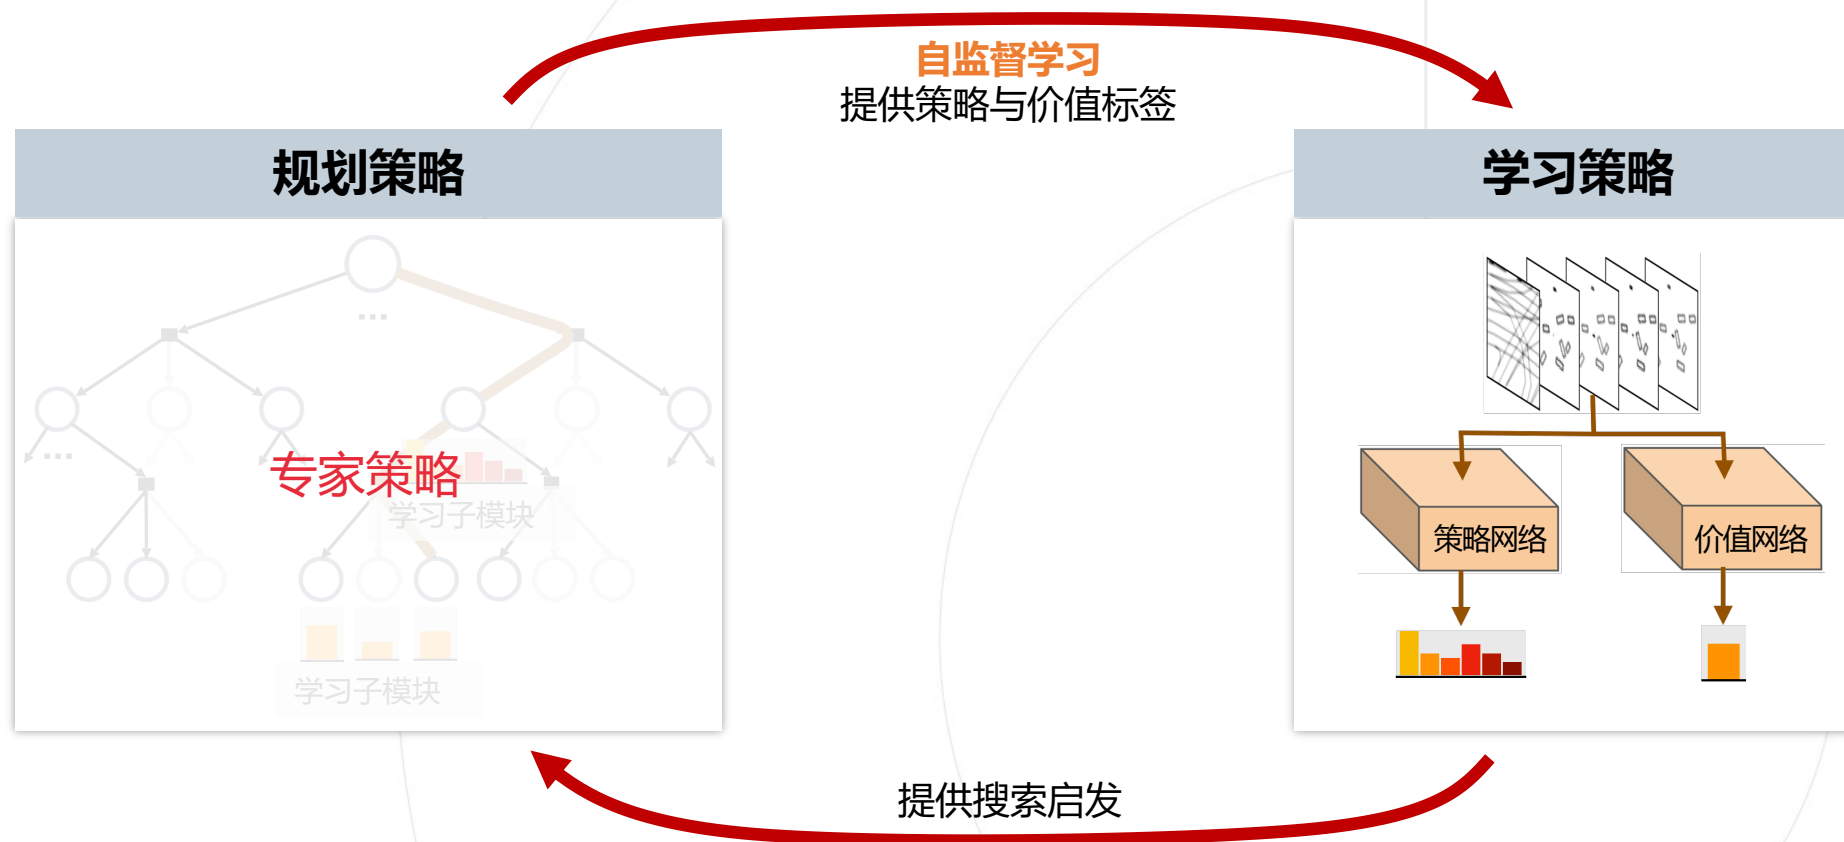 自监督学习
提供策略与价值标签
规划策略
学习策略
...
...
专家策略
学习子模块
学习子模块
策略网络
价值网络
提供搜索启发